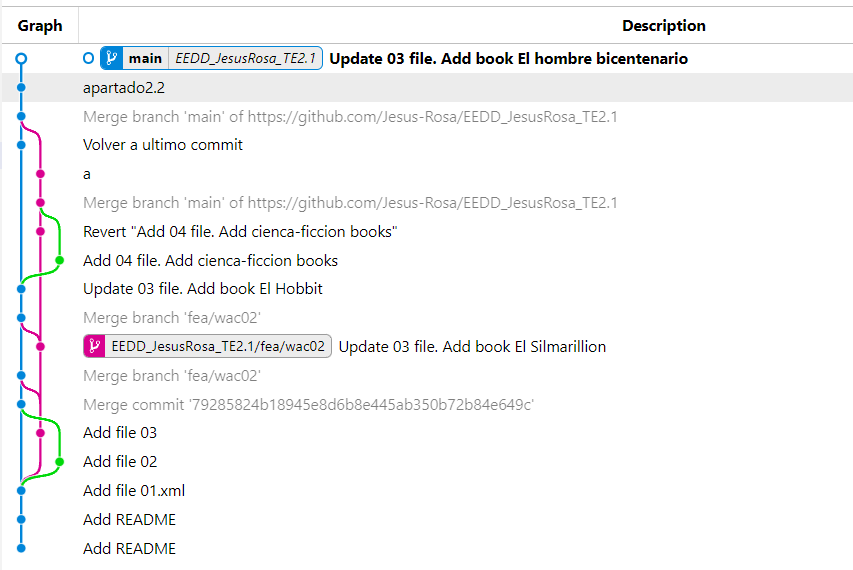 Graph Description
main EEDD_JesusRosa_TE2.1 Update 03 file. Add book El hombre bicentenario
apartado2.2
Merge branch 'main' of https://github.com/Jesus-Rosa/EEDD_JesusRosa_TE2.1
Volver a ultimo commit
a
Merge branch 'main' of https://github.com/Jesus-Rosa/EEDD_JesusRosa_TE2.1
Revert "Add 04 file. Add cienca-ficcion books"
Add 04 file. Add cienca-ficcion books
Update 03 file. Add book El Hobbit
Merge branch 'fea/wac02'
EEDD_JesusRosa_TE2.1/fea/wac02 Update 03 file. Add book El Silmarillion
Merge branch 'fea/wac02'
Merge commit '79285824b18945e8d6b8e445ab350b72b84e649c'
Add file 03
Add file 02
Add file 01.xml
Add README
Add README